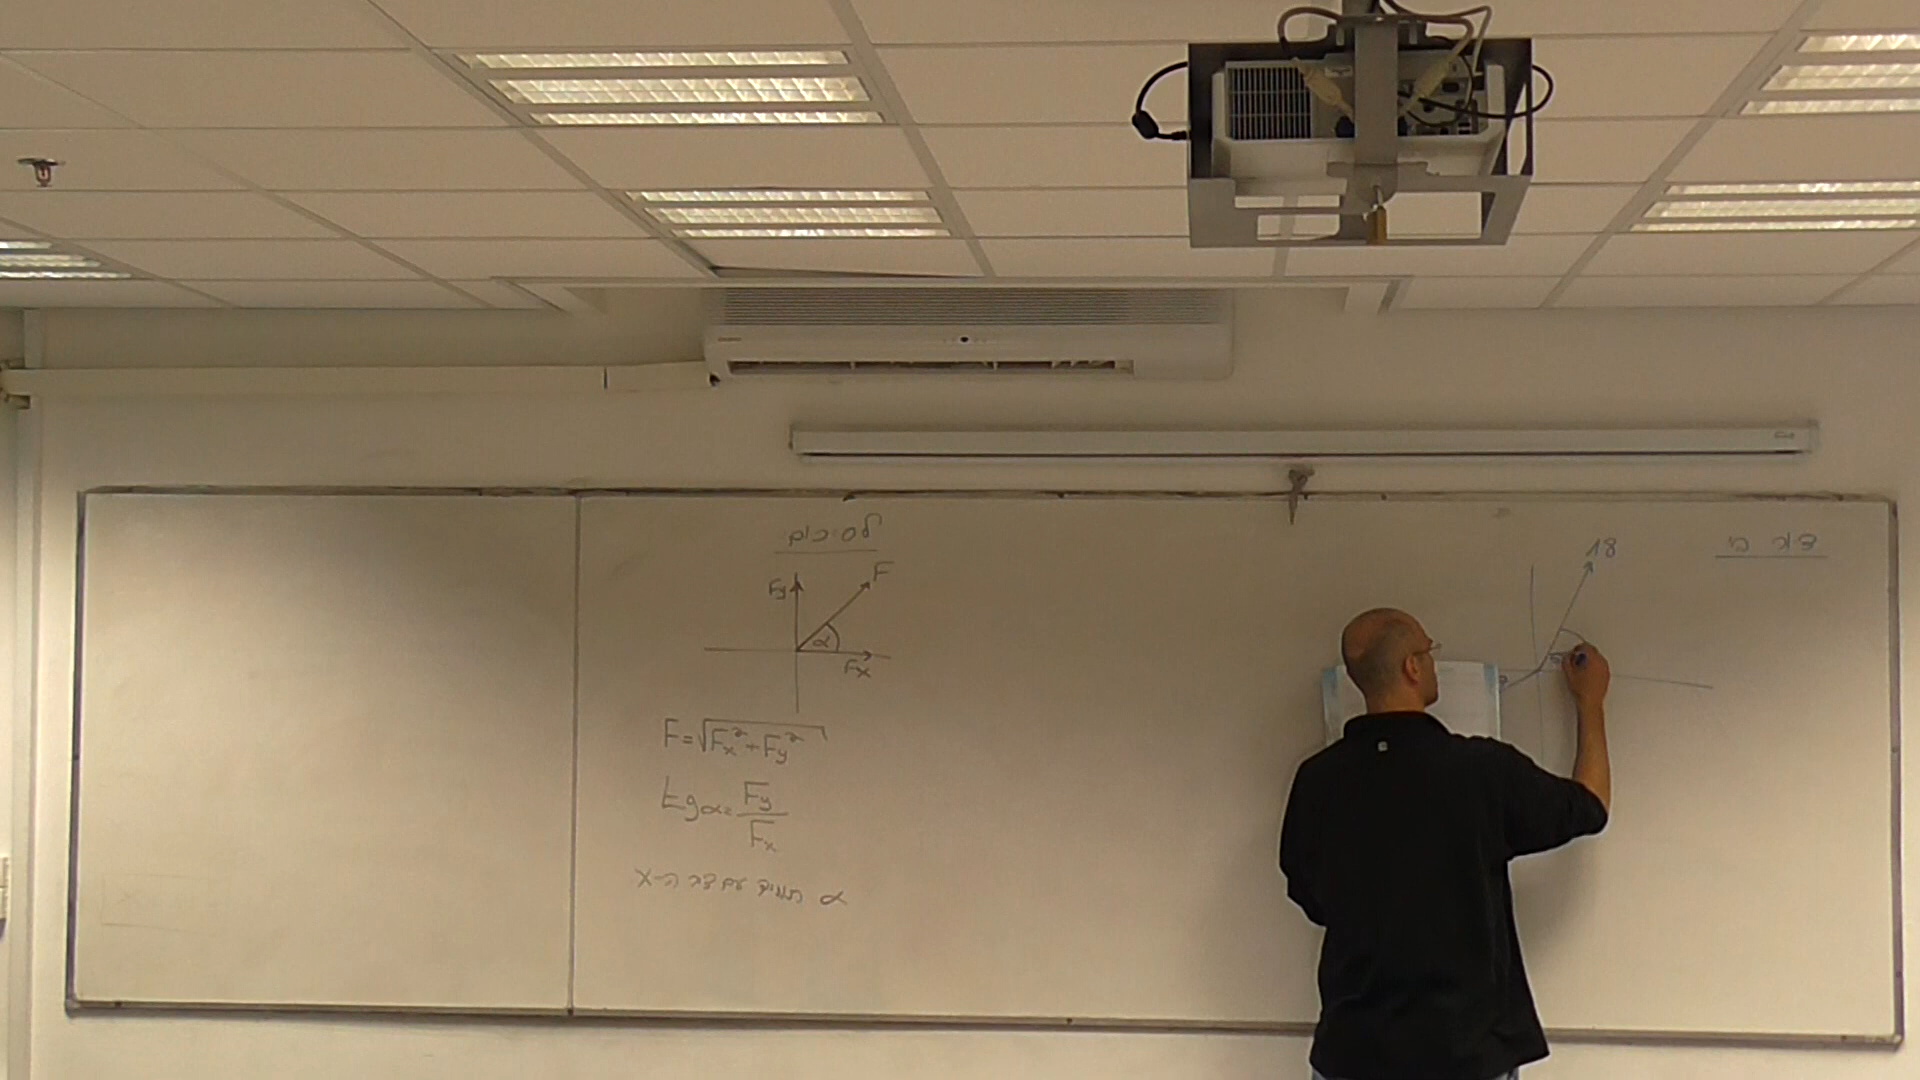 לסיכום
F
Fy
α
Fx
F=√Fx²+Fy²
tgα=Fy/Fx
α תמיד עם ציר ה-X
18